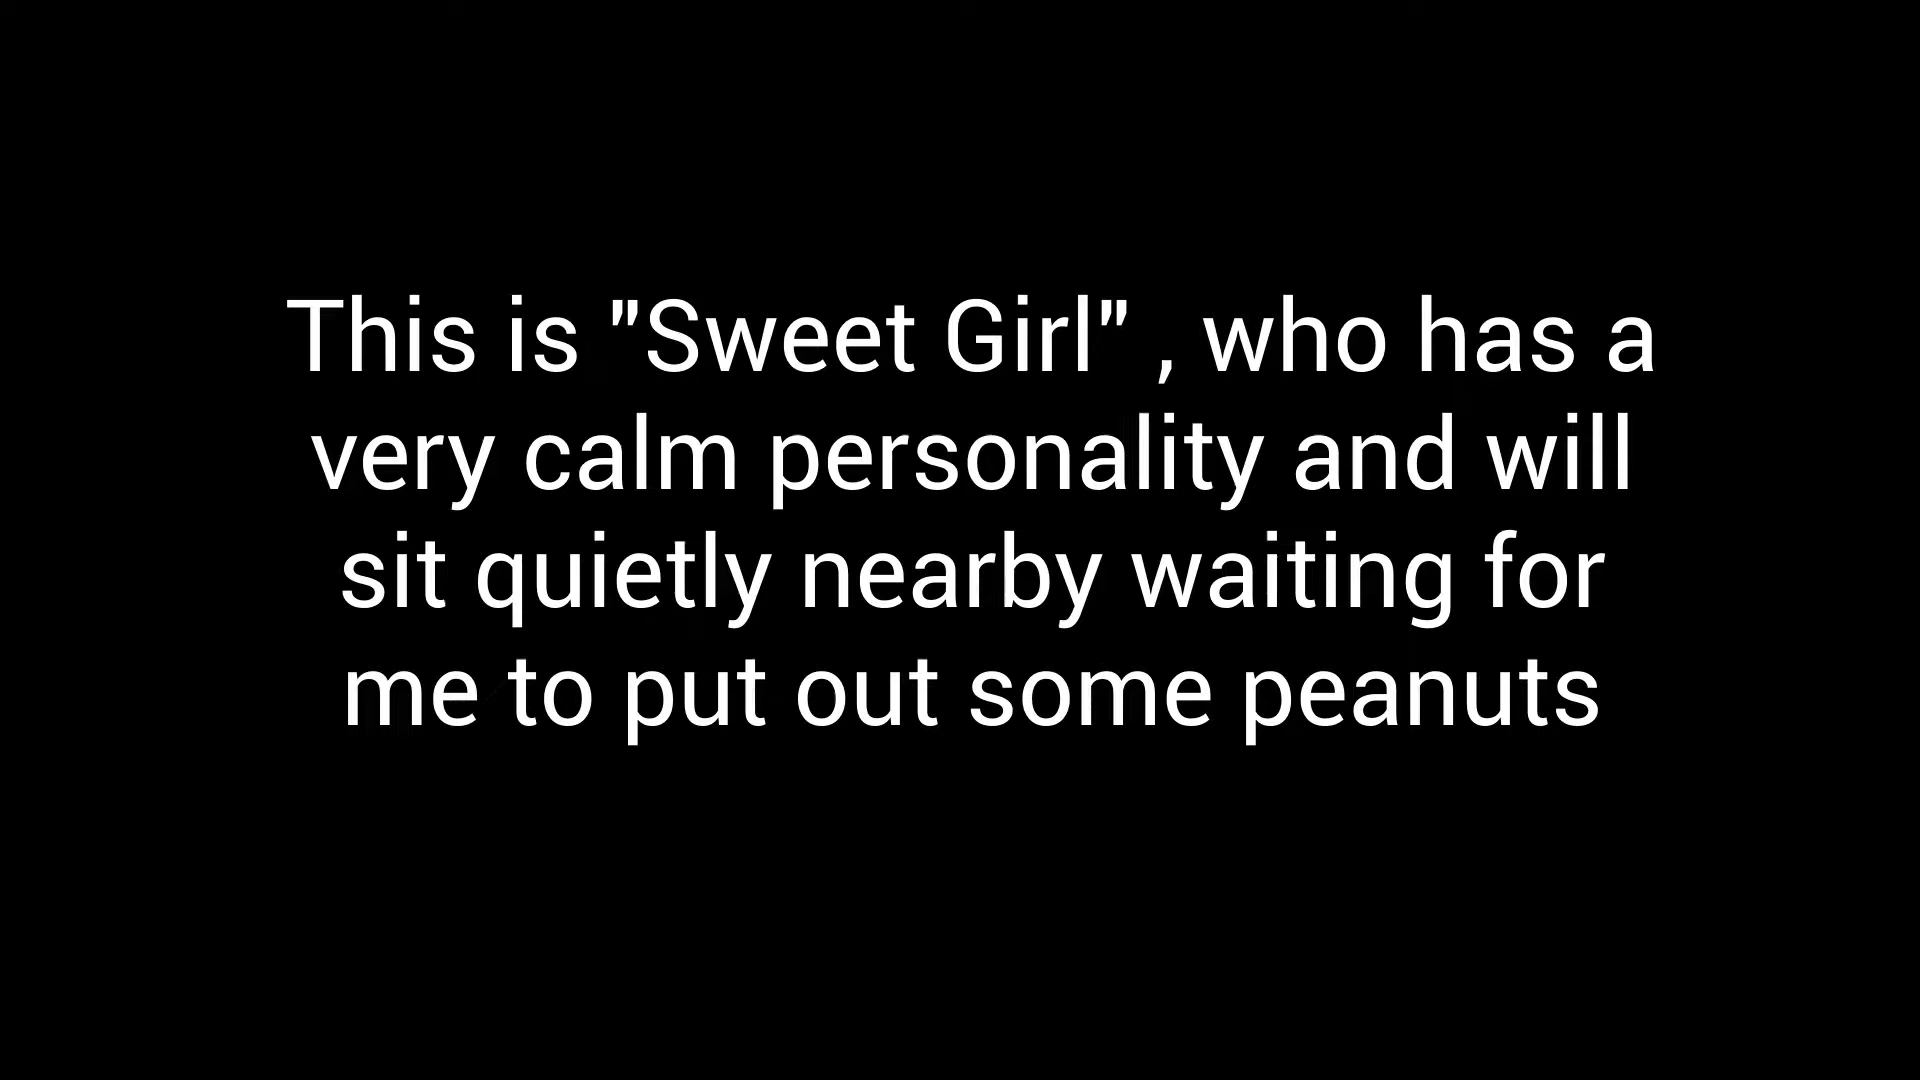 This is "Sweet Girl" , who has a
very calm personality and will
sit quietly nearby waiting for
me to put out some peanuts